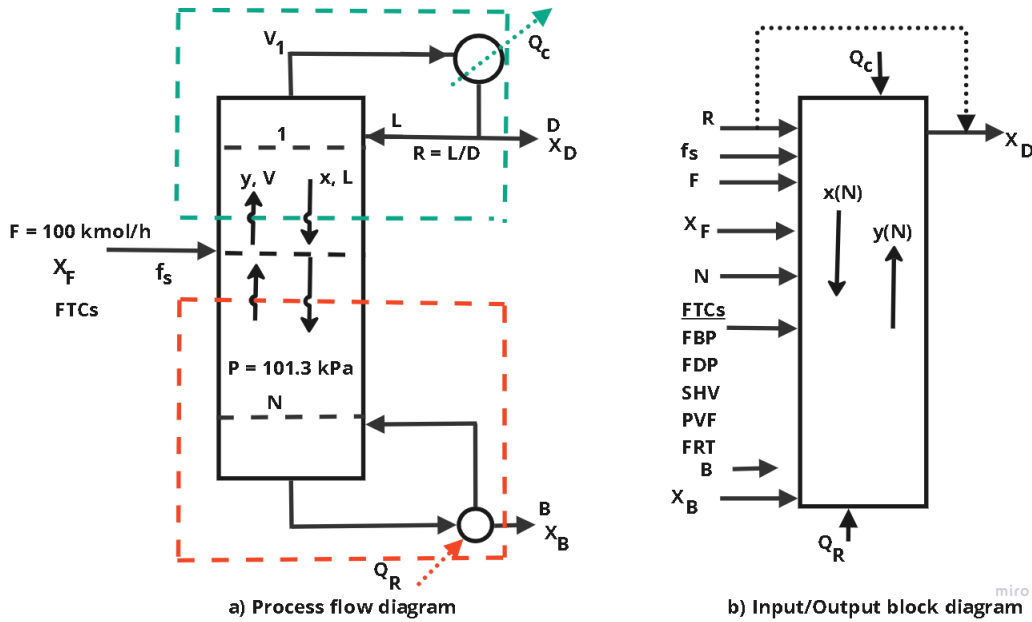 V1
Qc
1
L
D
XD
R = L/D
y, V
x, L
F = 100 kmol/h
XF
fs
FTCs
P = 101.3 kPa
N
B
XB
QR
a) Process flow diagram
Qc
R
fs
F
XF
N
FTCs
FBP
FDP
SHV
PVF
FRT
B
XB
x(N)
y(N)
XD
QR
b) Input/Output block diagram
miro